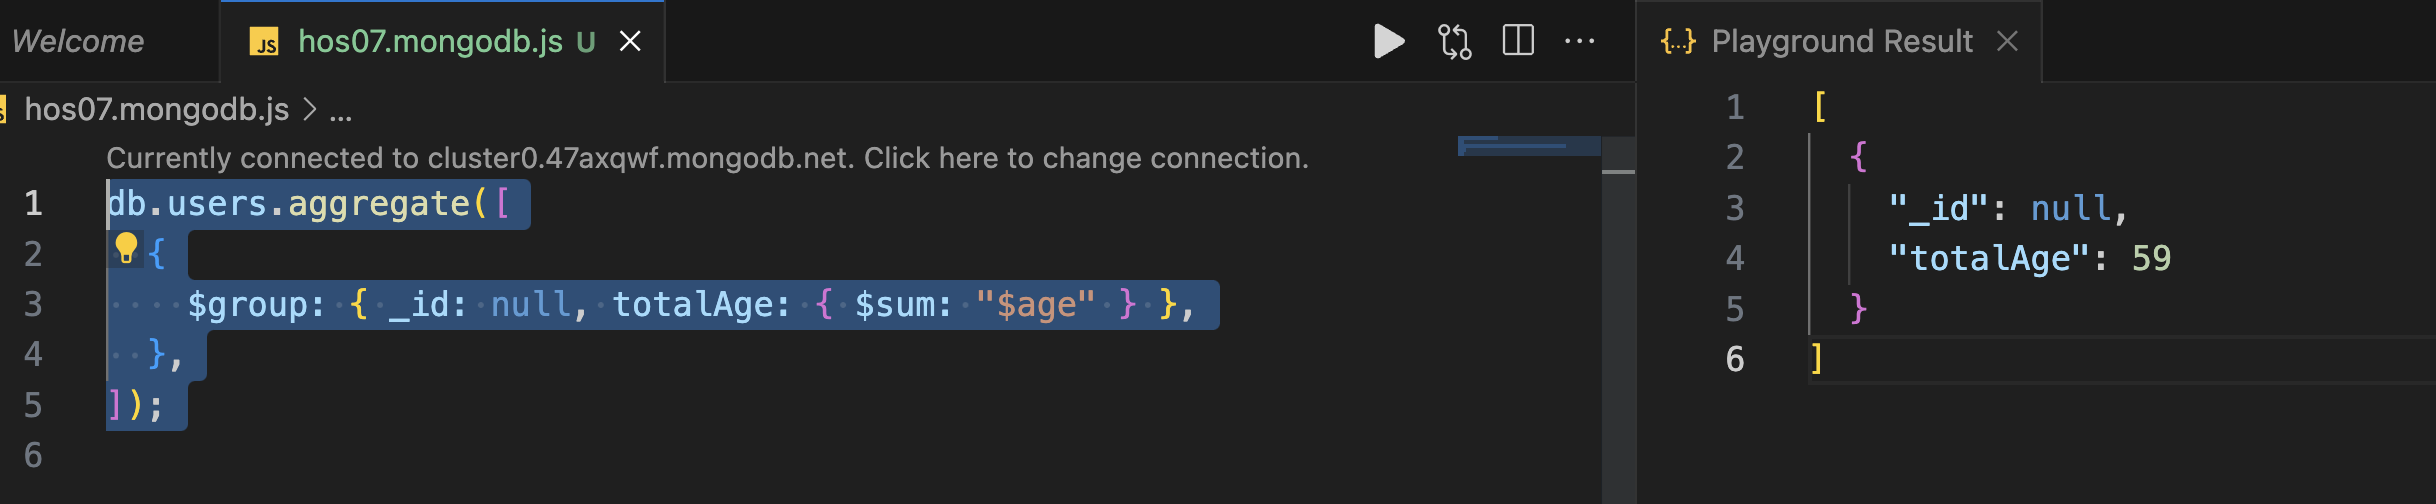 Welcome
JS hos07.mongodb.js U
{...} Playground Result
hos07.mongodb.js > ...
Currently connected to cluster0.47axqwf.mongodb.net. Click here to change connection.
1 db.users.aggregate([
2   {
3     $group: { _id: null, totalAge: { $sum: "$age" } },
4   },
5 ]);
6
1 [
2   {
3     "_id": null,
4     "totalAge": 59
5   }
6 ]